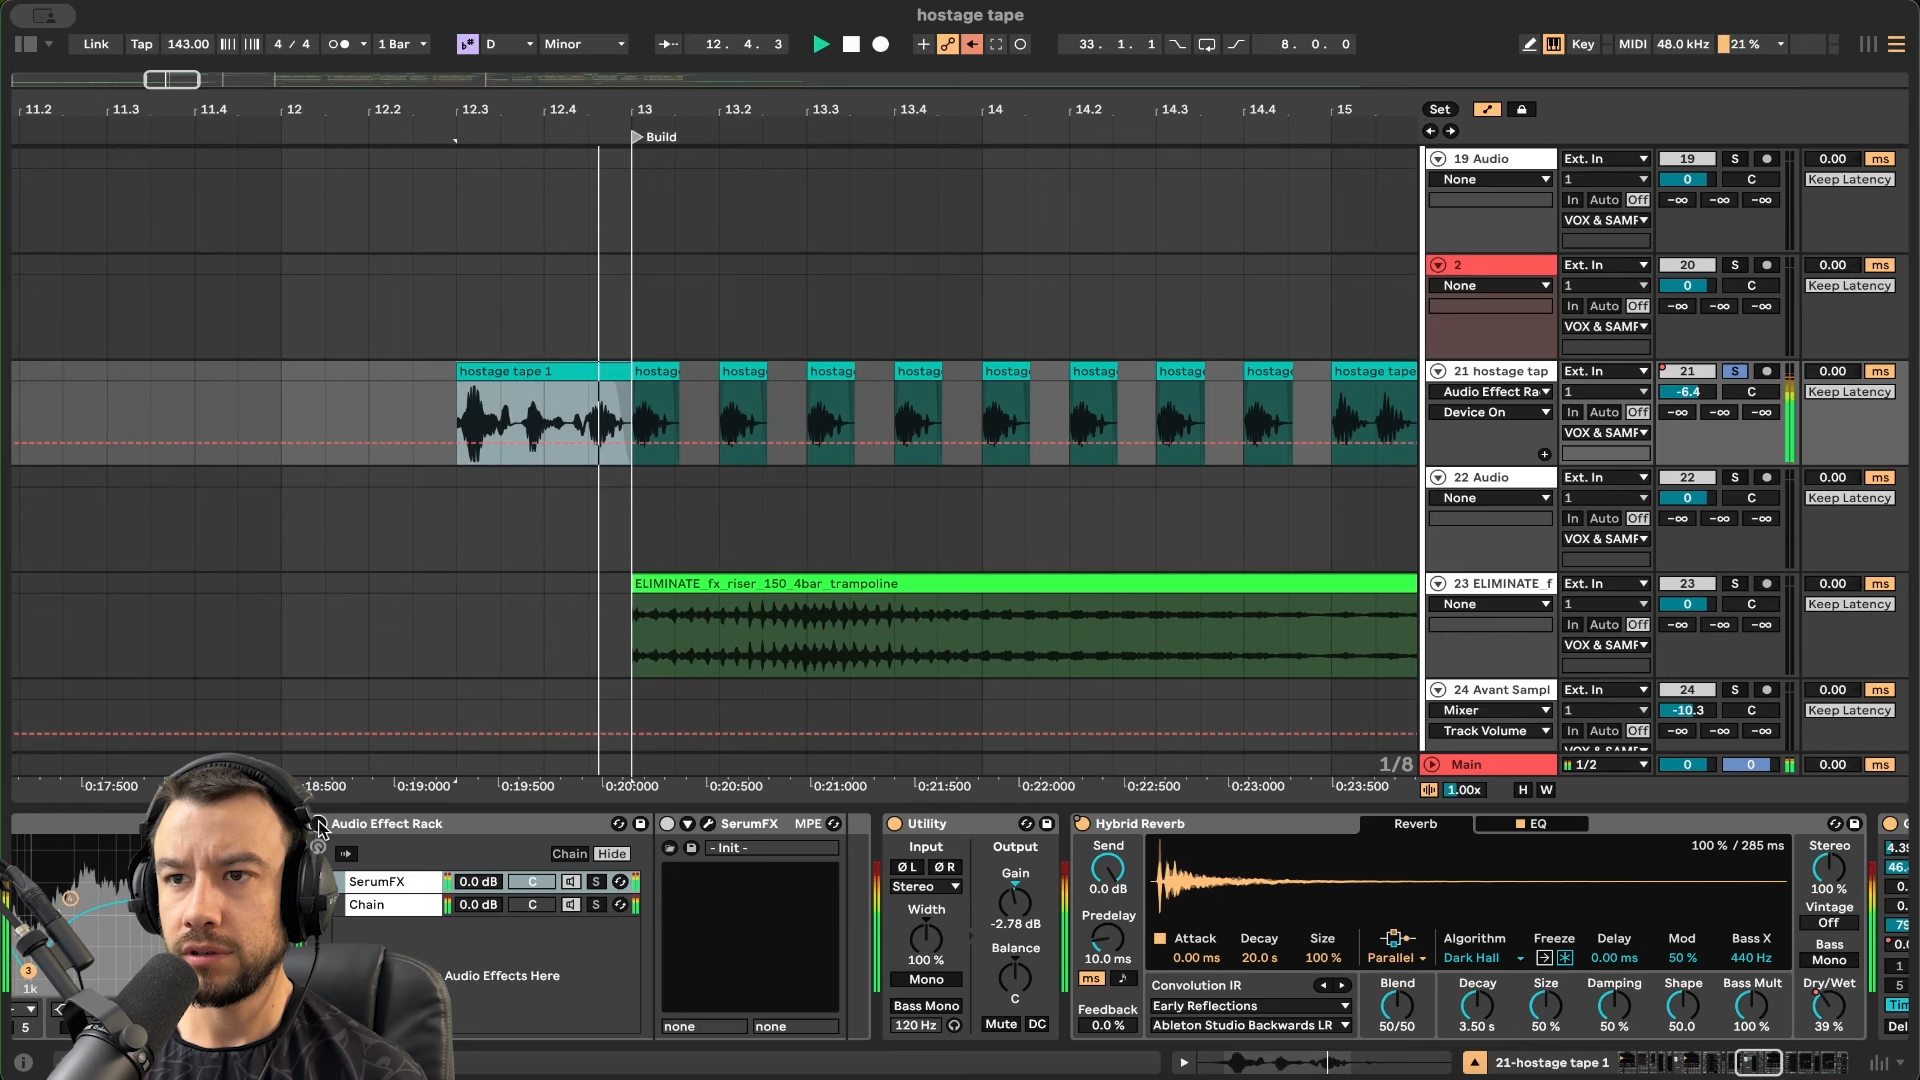 hostage tape
Link Tap 143.00 4 / 4 1 Bar D Minor 12. 4. 3 33. 1. 1 8. 0. 0 Key MIDI 48.0 kHz 21 %
11.2 11.3 11.4 12 12.2 12.3 12.4 13 13.2 13.3 13.4 14 14.2 14.3 14.4 15 Set
Build
19 Audio Ext. In 19 S 0.00 ms
None 1 0 C Keep Latency
In Auto Off -∞ -∞ -∞
VOX & SAMF
2 Ext. In 20 S 0.00 ms
None 1 0 C Keep Latency
In Auto Off -∞ -∞ -∞
VOX & SAMF
hostage tape 1 hostag hostag hostag hostag hostag hostag hostag hostag hostage tape 21 hostage tap Ext. In 21 S 0.00 ms
Audio Effect Ra 1 -6.4 C Keep Latency
Device On In Auto Off -∞ -∞ -∞
VOX & SAMF
22 Audio Ext. In 22 S 0.00 ms
None 1 0 C Keep Latency
In Auto Off -∞ -∞ -∞
VOX & SAMF
ELIMINATE_fx_riser_150_4bar_trampoline 23 ELIMINATE_f Ext. In 23 S 0.00 ms
None 1 0 C Keep Latency
In Auto Off -∞ -∞ -∞
VOX & SAMF
24 Avant Sampl Ext. In 24 S 0.00 ms
Mixer 1 -10.3 C Keep Latency
Track Volume In Auto Off -∞ -∞ -∞
1/8 Main 1/2 0 0 0.00 ms
0:17:500 :18:500 0:19:000 0:19:500 0:20:000 0:20:500 0:21:000 0:21:500 0:22:000 0:22:500 0:23:000 0:23:500 1.00x H W
Audio Effect Rack SerumFX MPE Utility Hybrid Reverb Reverb EQ
Chain Hide - Init - Input Output Send 100 % / 285 ms Stereo
SerumFX 0.0 dB C S Ø L Ø R Gain 0.0 dB 100 %
Chain 0.0 dB C S Stereo -2.78 dB Predelay Vintage
Width Balance 10.0 ms Off
100 % C ms Attack Decay Size Algorithm Freeze Delay Mod Bass X Bass
Audio Effects Here Mono 0.00 ms 20.0 s 100 % Parallel Dark Hall 0.00 ms 50 % 440 Hz Mono
3 1k 5 Bass Mono Feedback Convolution IR Blend Decay Size Damping Shape Bass Mult Dry/Wet
Early Reflections
none none 120 Hz Mute DC 0.0 % Ableton Studio Backwards LR 50/50 3.50 s 50 % 50 % 50.0 100 % 39 %
21-hostage tape 1